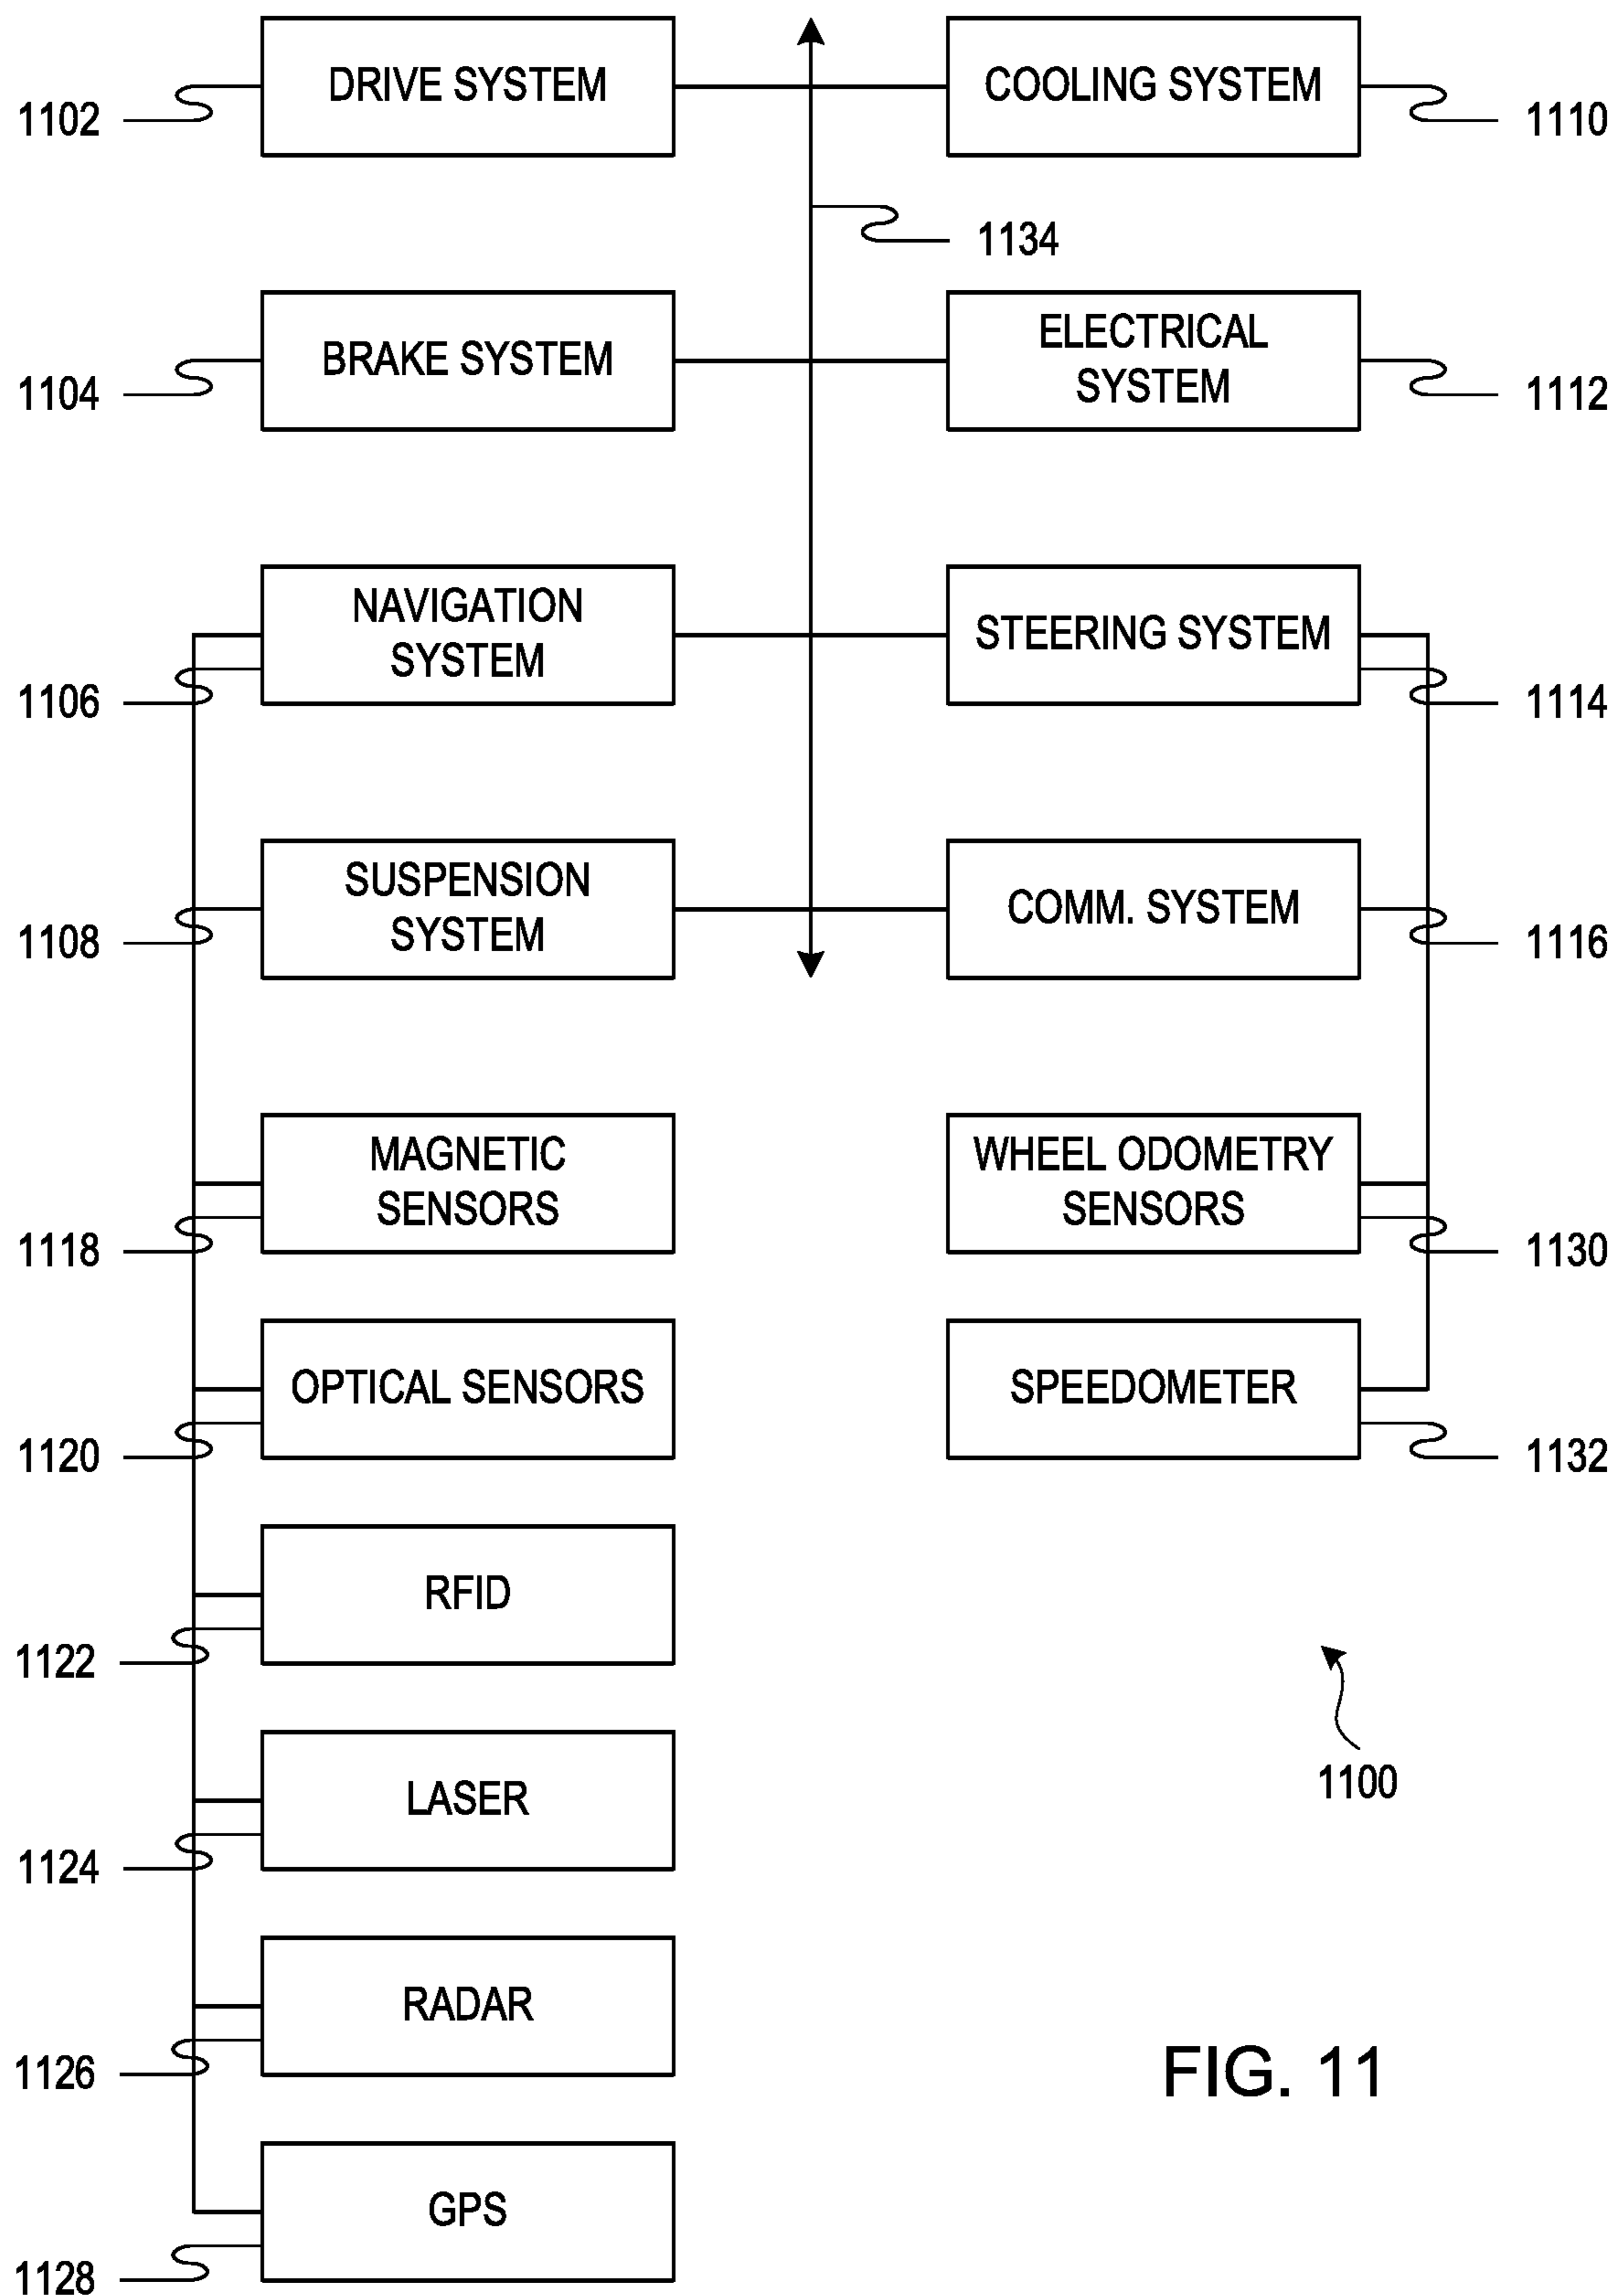 DRIVE SYSTEM
COOLING SYSTEM
1102
1110
1134
BRAKE SYSTEM
ELECTRICAL
SYSTEM
1104
1112
NAVIGATION
SYSTEM
STEERING SYSTEM
1106
1114
SUSPENSION
SYSTEM
COMM. SYSTEM
1108
1116
MAGNETIC
SENSORS
WHEEL ODOMETRY
SENSORS
1118
1130
OPTICAL SENSORS
SPEEDOMETER
1120
1132
RFID
1122
LASER
1100
1124
RADAR
1126
FIG. 11
GPS
1128